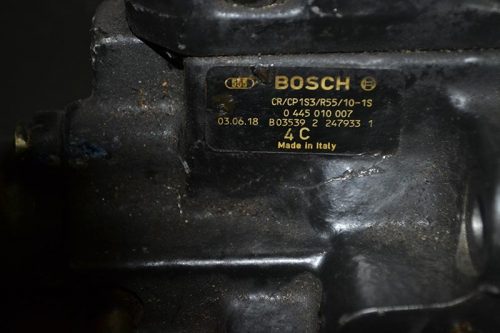 BOSCH
CR/CP1S3/R55/10-1S
0 445 010 007
03.06.18 B03539 2 247933 1
4 C
Made in Italy